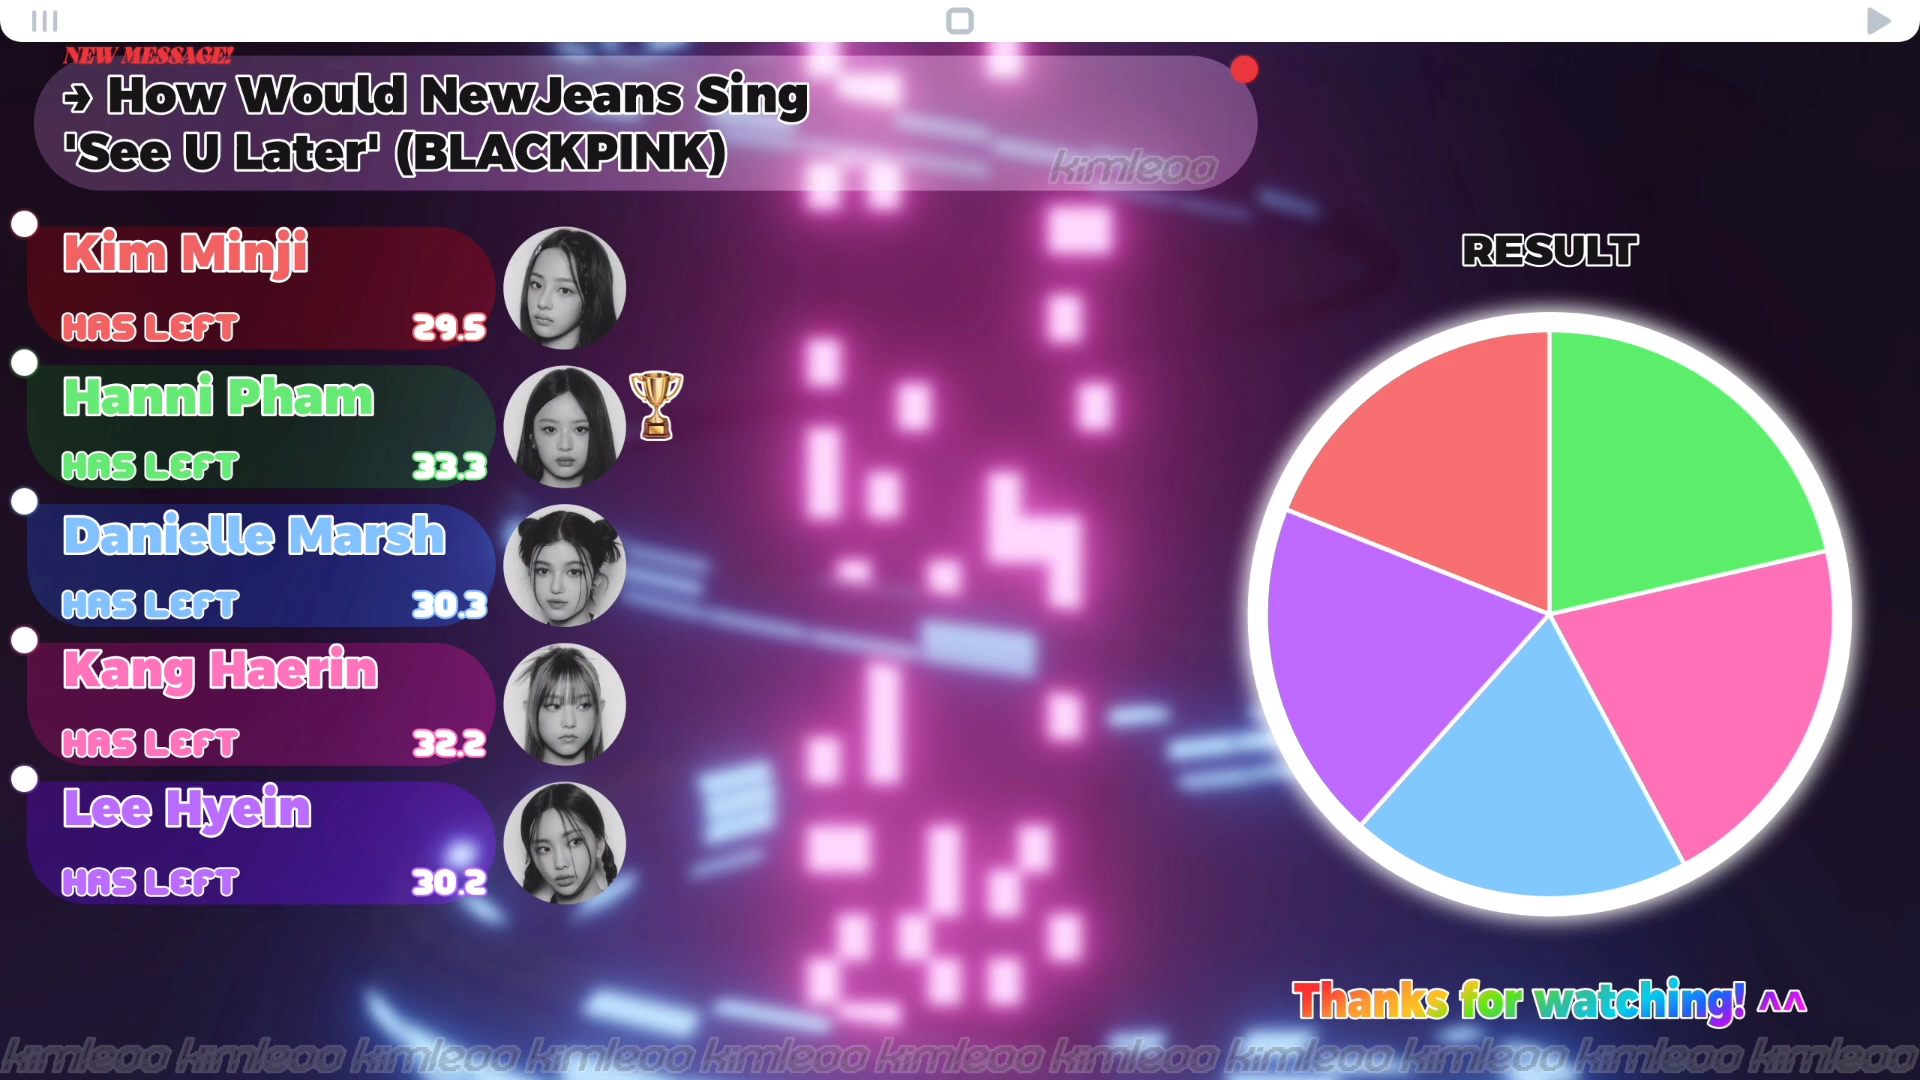 NEW MESSAGE!
→ How Would NewJeans Sing
'See U Later' (BLACKPINK)
kimleoo
Kim Minji
HAS LEFT 29.5
Hanni Pham
HAS LEFT 33.3
Danielle Marsh
HAS LEFT 30.3
Kang Haerin
HAS LEFT 32.2
Lee Hyein
HAS LEFT 30.2
RESULT
Thanks for watching! ^^
kimleoo kimleoo kimleoo kimleoo kimleoo kimleoo kimleoo kimleoo kimleoo kimleoo kimleoo